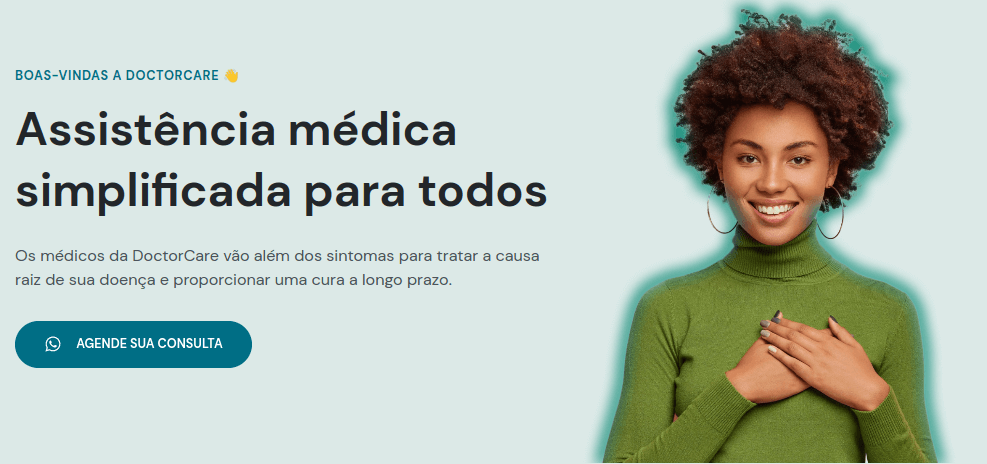 BOAS-VINDAS A DOCTORCARE 👋
Assistência médica
simplificada para todos
Os médicos da DoctorCare vão além dos sintomas para tratar a causa
raiz de sua doença e proporcionar uma cura a longo prazo.
AGENDE SUA CONSULTA